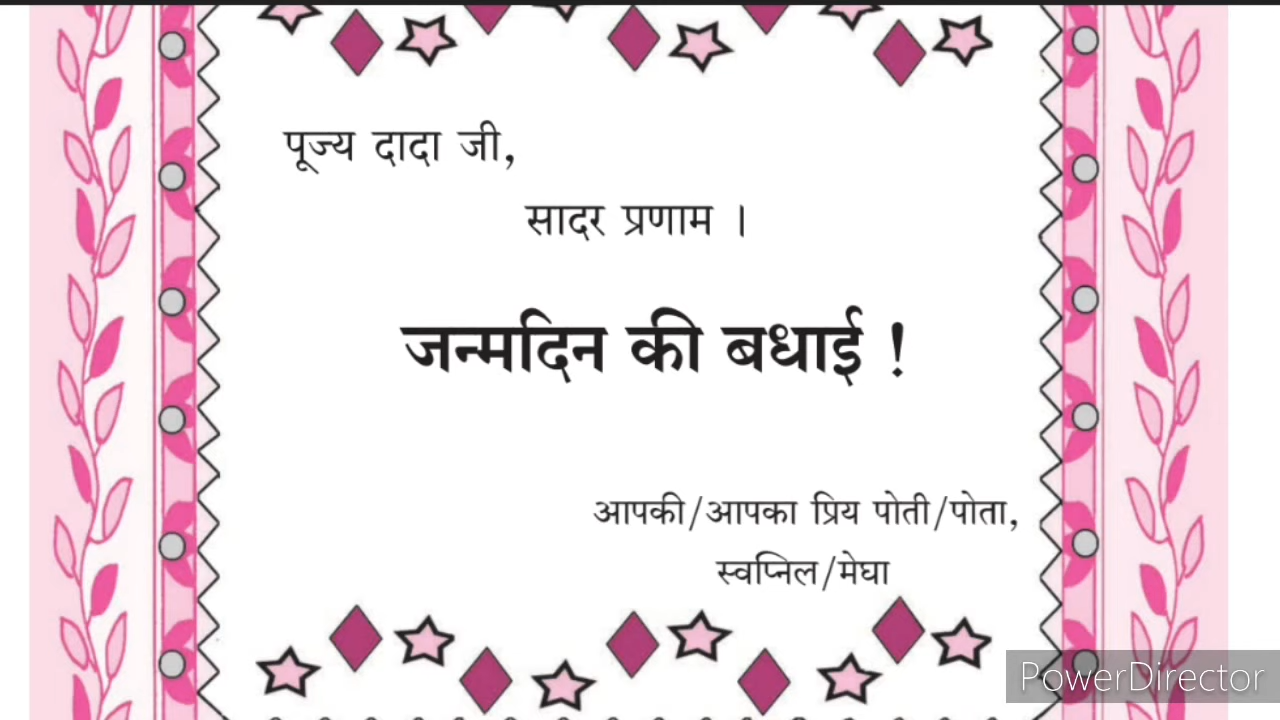 पूज्य दादा जी,
सादर प्रणाम ।
जन्मदिन की बधाई !
आपकी/आपका प्रिय पोती/पोता,
स्वप्निल/मेघा
PowerDirector